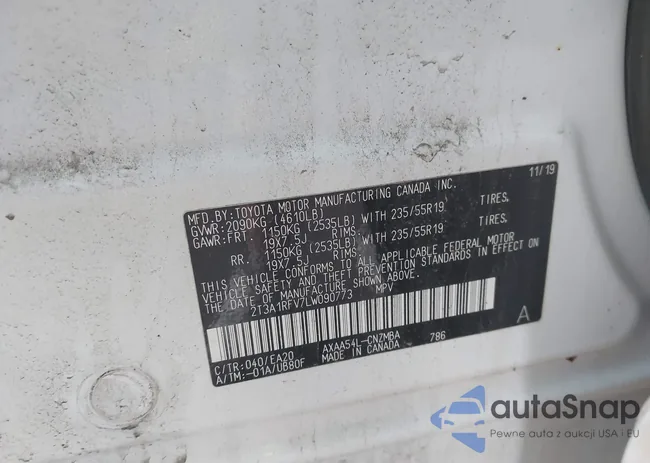 MFD.BY: TOYOTA MOTOR MANUFACTURING CANADA INC. 11/19
GVWR: 2090KG (4610LB)
GAWR: FRT. 1150KG (2535LB) WITH 235/55R19 TIRES,
19X7.5J RIMS.
RR. 1150KG (2535LB) WITH 235/55R19 TIRES,
19X7.5J RIMS.
THIS VEHICLE CONFORMS TO ALL APPLICABLE FEDERAL MOTOR
VEHICLE SAFETY AND THEFT PREVENTION STANDARDS IN EFFECT
ON THE DATE OF MANUFACTURE SHOWN ABOVE.
2T3A1RFV7LW090773 MPV
A
C/TR: 040/EA20 AXAA54L-CNZMBA 786
A/TM: -01A/UB80F MADE IN CANADA
autaSnap
Pewne auta z aukcji USA i EU